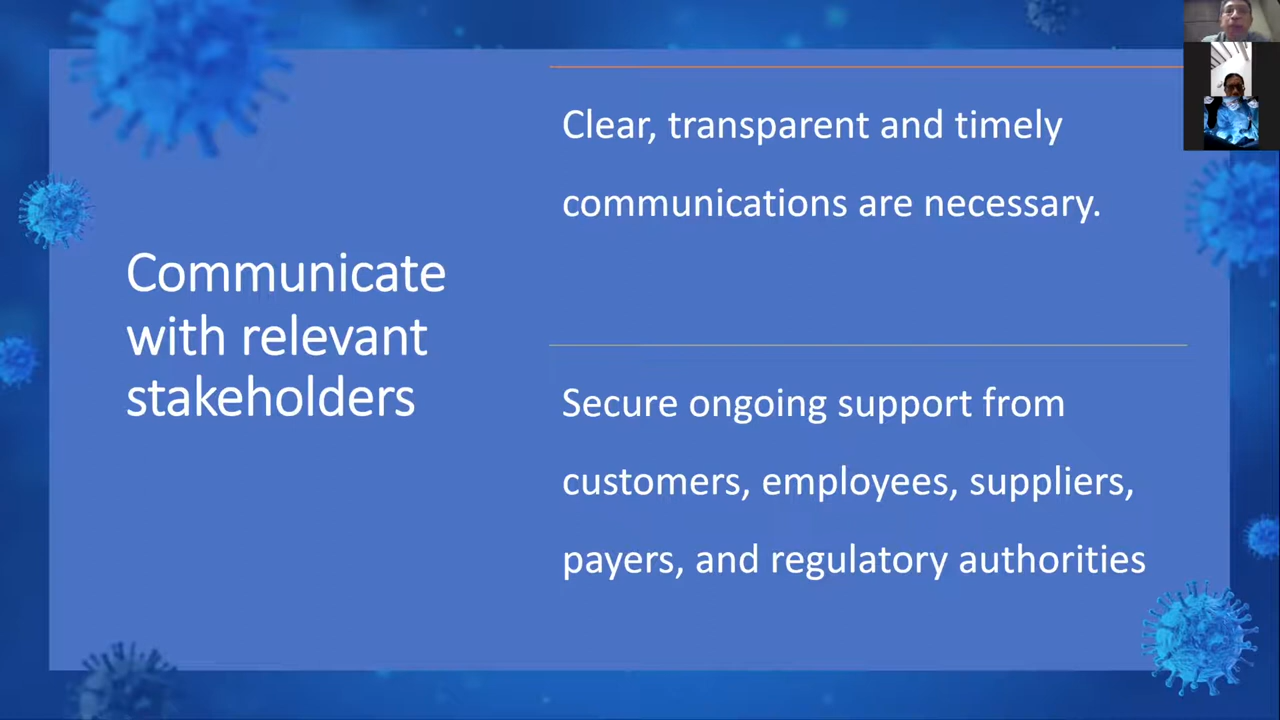 Communicate
with relevant
stakeholders
Clear, transparent and timely
communications are necessary.
Secure ongoing support from
customers, employees, suppliers,
payers, and regulatory authorities